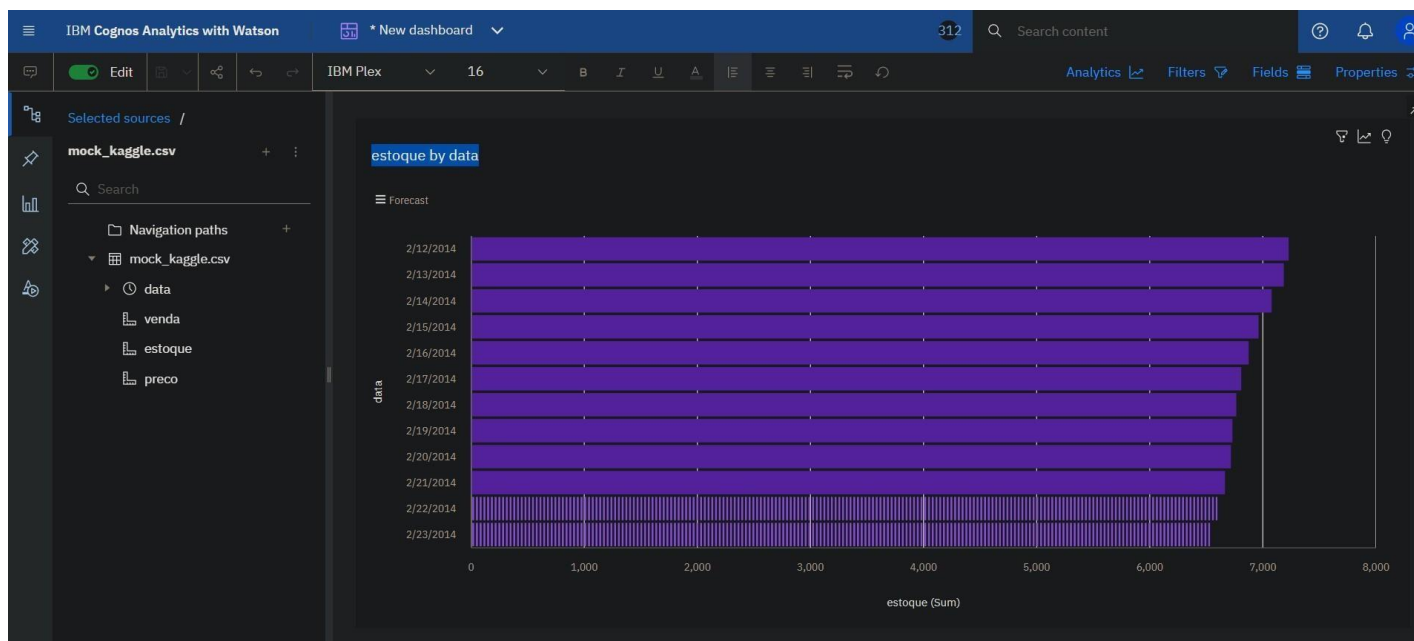 IBM Cognos Analytics with Watson
* New dashboard
312
Search content
Edit
IBM Plex
16
B I U A
Analytics
Filters
Fields
Properties
Selected sources /
mock_kaggle.csv
Search
Navigation paths
mock_kaggle.csv
data
venda
estoque
preco
estoque by data
Forecast
data
2/12/2014
2/13/2014
2/14/2014
2/15/2014
2/16/2014
2/17/2014
2/18/2014
2/19/2014
2/20/2014
2/21/2014
2/22/2014
2/23/2014
0 1,000 2,000 3,000 4,000 5,000 6,000 7,000 8,000
estoque (Sum)